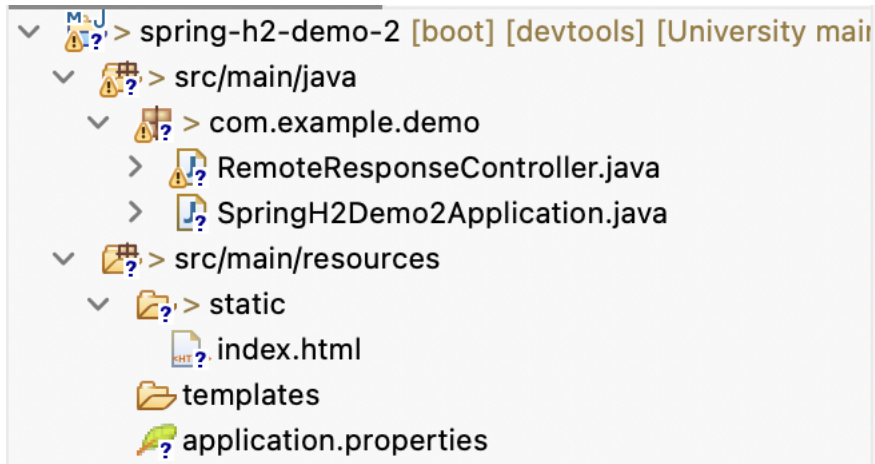 > spring-h2-demo-2 [boot] [devtools] [University mai
> src/main/java
> com.example.demo
RemoteResponseController.java
SpringH2Demo2Application.java
> src/main/resources
> static
index.html
templates
application.properties